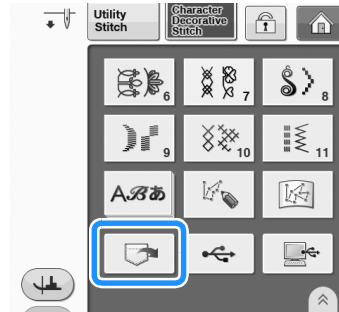 Utility
Stitch
Character
Decorative
Stitch
6
7
8
9
10
11
Aℬあ